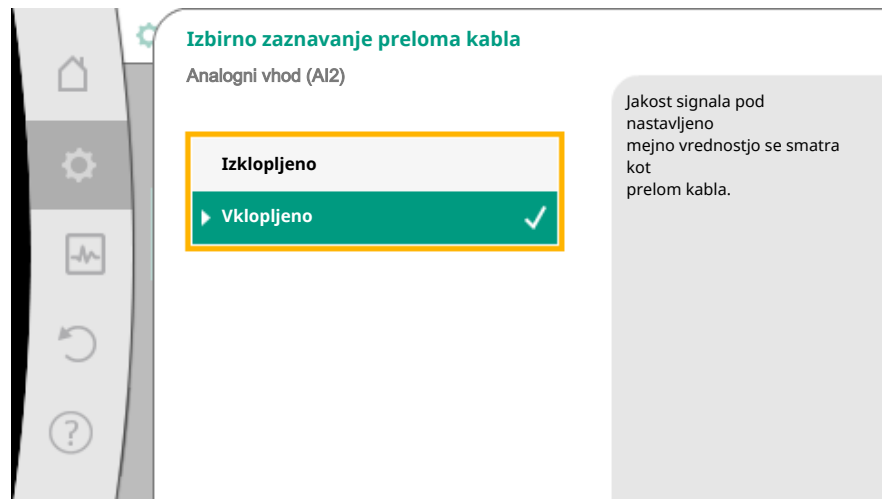 Izbirno zaznavanje preloma kabla
Analogni vhod (AI2)
Izklopljeno
Vklopljeno
Jakost signala pod
nastavljeno
mejno vrednostjo se smatra
kot
prelom kabla.
?